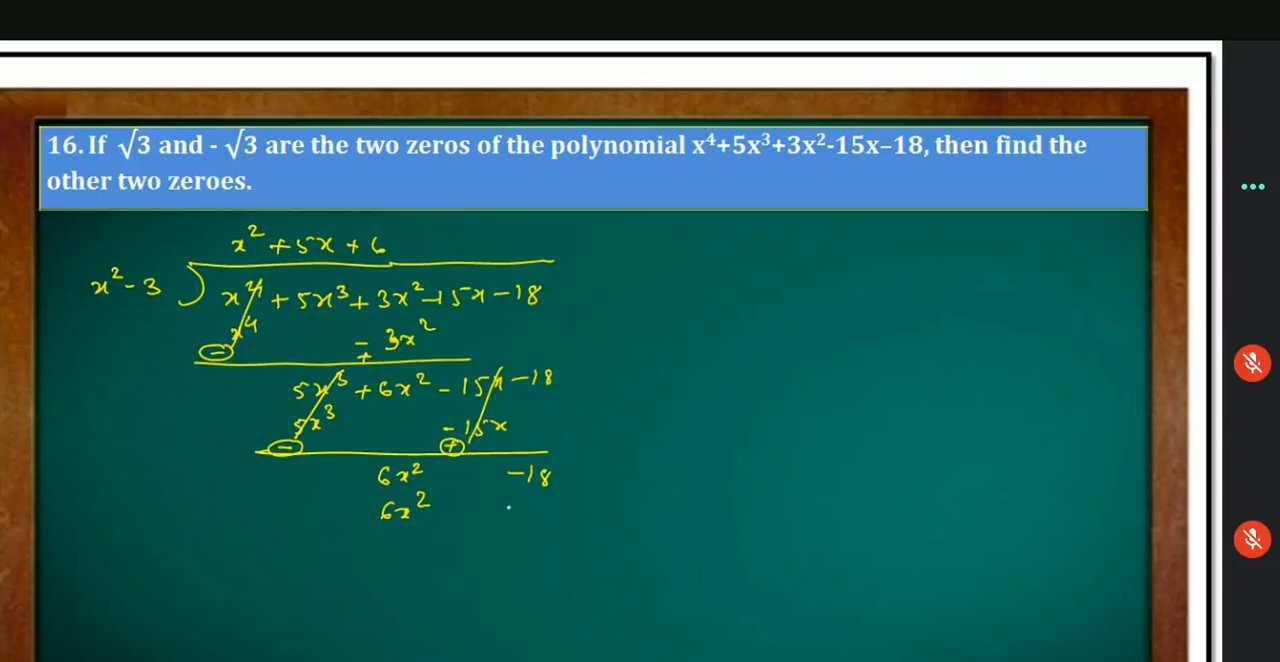 16. If √3 and - √3 are the two zeros of the polynomial x⁴+5x³+3x²-15x–18, then find the
other two zeroes.
x² + 5x + 6
x² - 3 ) x⁴ + 5x³ + 3x² - 15x - 18
x⁴ - 3x²
- +
5x³ + 6x² - 15x - 18
5x³ - 15x
- +
6x² - 18
6x²